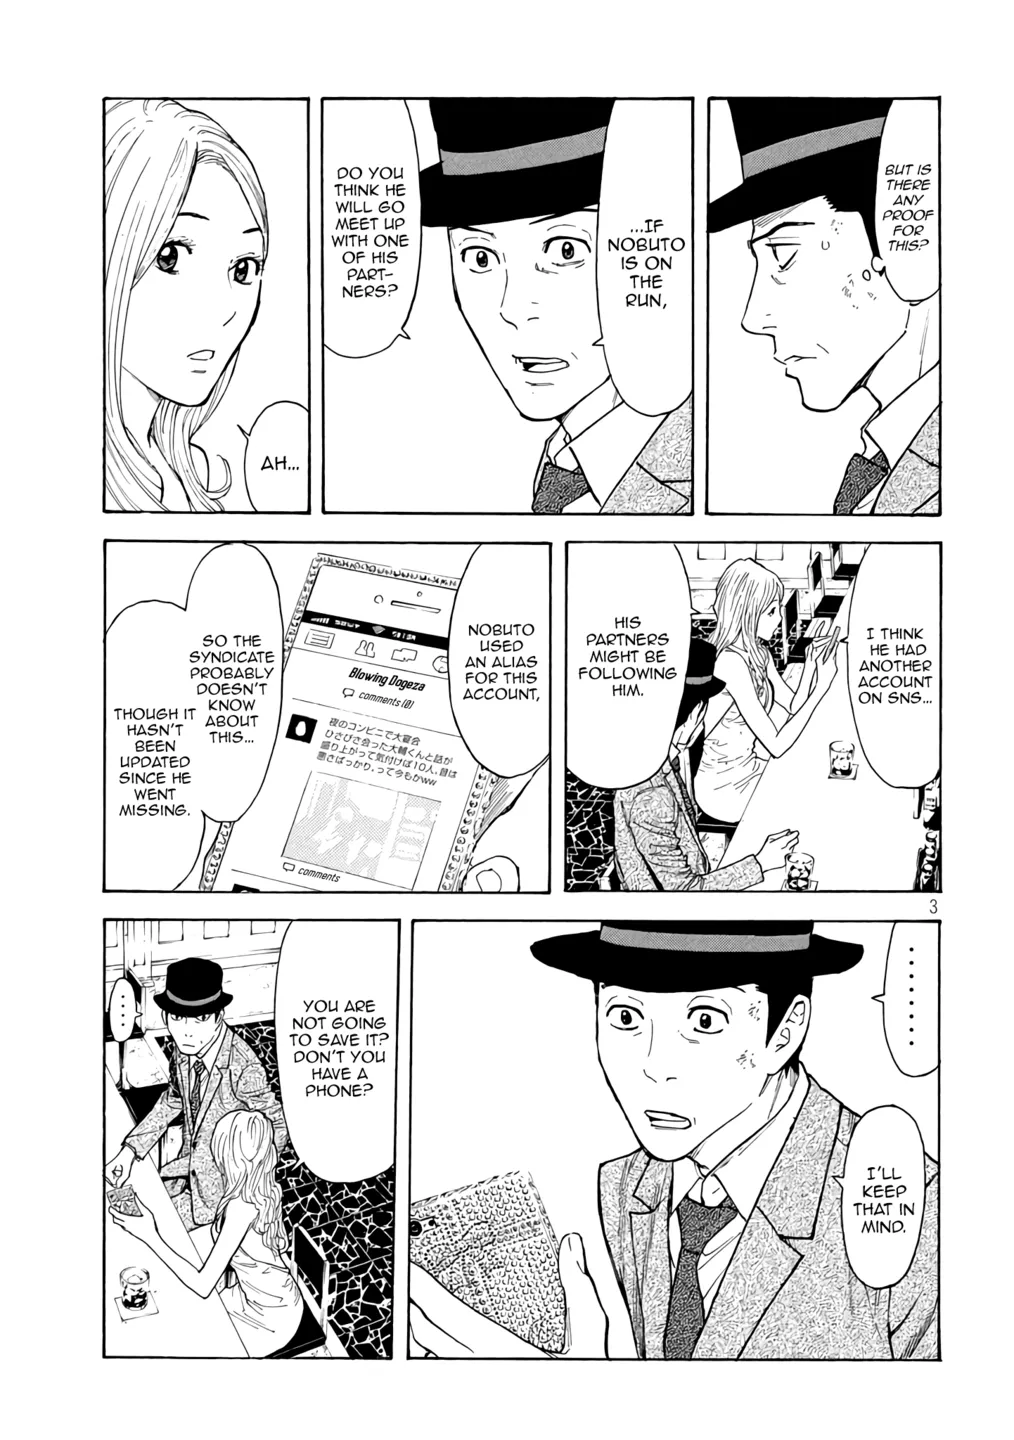 BUT IS
THERE
ANY
PROOF
FOR
THIS?
...IF
NOBUTO
IS ON
THE
RUN,
DO YOU
THINK HE
WILL GO
MEET UP
WITH ONE
OF HIS
PART-
NERS?
AH...
I THINK
HE HAD
ANOTHER
ACCOUNT
ON SNS...
HIS
PARTNERS
MIGHT BE
FOLLOWING
HIM.
NOBUTO
USED
AN ALIAS
FOR THIS
ACCOUNT,
Blowing Dogeza
comments (0)
夜のコンビニで大宴会
ひさびさ会った大輔くんと話が
盛り上がって気付けば10人。昔は
悪さばっかり。って今もかww
comments
SO THE
SYNDICATE
PROBABLY
DOESN'T
KNOW
ABOUT
THIS...
THOUGH IT
HASN'T
BEEN
UPDATED
SINCE HE
WENT
MISSING.
3
.........
I'LL
KEEP
THAT IN
MIND.
YOU ARE
NOT GOING
TO SAVE IT?
DON'T YOU
HAVE A
PHONE?
....